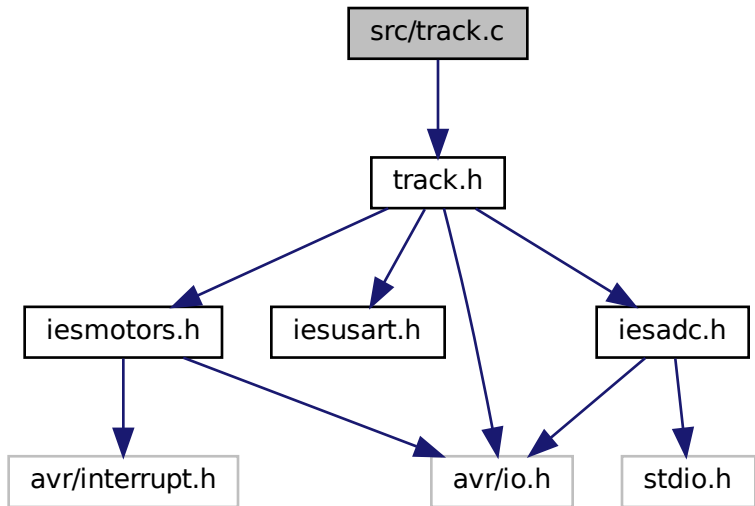 src/track.c
track.h
iesmotors.h
iesusart.h
iesadc.h
avr/interrupt.h
avr/io.h
stdio.h